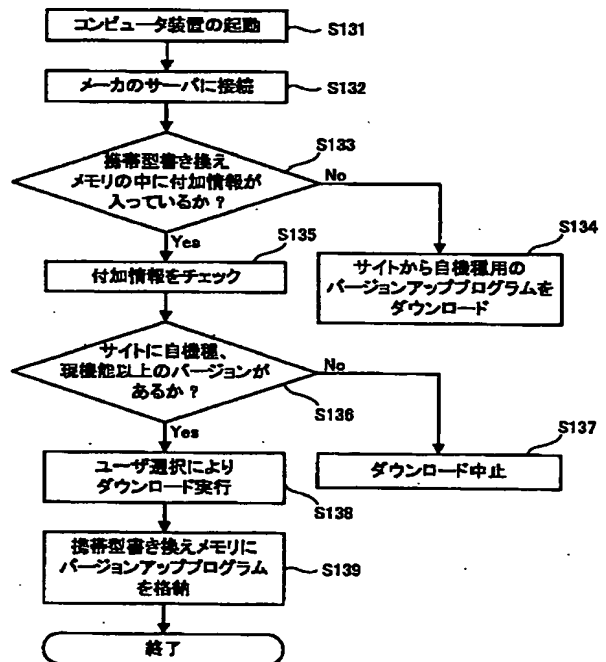 コンピュータ装置の起動
S131
メーカのサーバに接続
S132
携帯型書き換え
メモリの中に付加情報が
入っているか？
S133
No
Yes
S134
サイトから自機種用の
バージョンアッププログラムを
ダウンロード
S135
付加情報をチェック
サイトに自機種、
現機能以上のバージョンが
あるか？
S136
No
Yes
S137
ダウンロード中止
ユーザ選択により
ダウンロード実行
S138
携帯型書き換えメモリに
バージョンアッププログラム
を格納
S139
終了